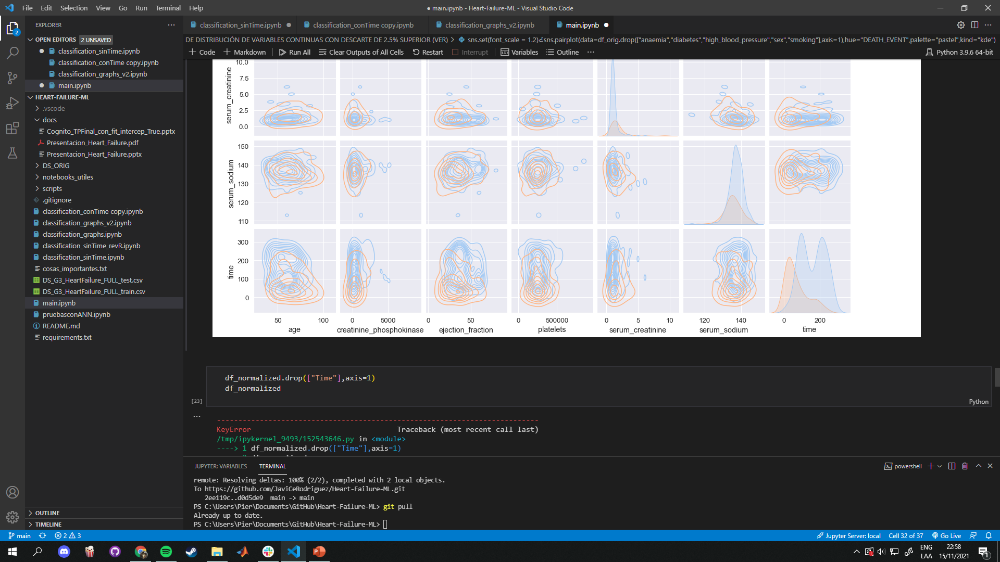 File Edit Selection View Go Run Terminal Help
● main.ipynb - Heart-Failure-ML - Visual Studio Code
EXPLORER
OPEN EDITORS 2 UNSAVED
classification_sinTime.ipynb
classification_conTime copy.ipynb
classification_graphs_v2.ipynb
main.ipynb
HEART-FAILURE-ML
.vscode
docs
Cognito_TPFinal_con_fit_intercep_True.pptx
Presentacion_Heart_Failure.pdf
Presentacion_Heart_Failure.pptx
DS_ORIG
notebooks_utiles
scripts
.gitignore
classification_conTime copy.ipynb
classification_graphs_v2.ipynb
classification_graphs.ipynb
classification_sinTime_revR.ipynb
classification_sinTime.ipynb
cosas_importantes.txt
DS_G3_HeartFailure_FULL_test.csv
DS_G3_HeartFailure_FULL_train.csv
main.ipynb
pruebasconANN.ipynb
README.md
requirements.txt
OUTLINE
TIMELINE
2
classification_sinTime.ipynb classification_conTime copy.ipynb classification_graphs_v2.ipynb main.ipynb
DE DISTRIBUCIÓN DE VARIABLES CONTINUAS CON DESCARTE DE 2.5% SUPERIOR (VER) > sns.set(font_scale = 1.2)⏎sns.pairplot(data=df_orig.drop(["anaemia","diabetes","high_blood_pressure","sex","smoking"],axis=1),hue="DEATH_EVENT",palette="pastel",kind="kde")
Code Markdown Run All Clear Outputs of All Cells Restart Interrupt Variables Outline ... Python 3.9.6 64-bit
serum_creatinine
10.0
7.5
5.0
2.5
0.0
serum_sodium
150
140
130
120
110
time
300
200
100
0
50 100 0 5000 0 50 0 500000 0 5 10 120 140 0 200
age creatinine_phosphokinase ejection_fraction platelets serum_creatinine serum_sodium time
df_normalized.drop(["Time"],axis=1)
df_normalized
[23]
Python
...
---------------------------------------------------------------------------
KeyError Traceback (most recent call last)
/tmp/ipykernel_9493/152543646.py in <module>
----> 1 df_normalized.drop(["Time"],axis=1)
JUPYTER: VARIABLES TERMINAL
powershell
remote: Resolving deltas: 100% (2/2), completed with 2 local objects.
To https://github.com/JaviCeRodriguez/Heart-Failure-ML.git
2ee119c..d0d5de9 main -> main
PS C:\Users\Pier\Documents\GitHub\Heart-Failure-ML> git pull
Already up to date.
PS C:\Users\Pier\Documents\GitHub\Heart-Failure-ML>
main 2 3
Jupyter Server: local Cell 32 of 37 Go Live
ENG
LAA
22:58
15/11/2021
1